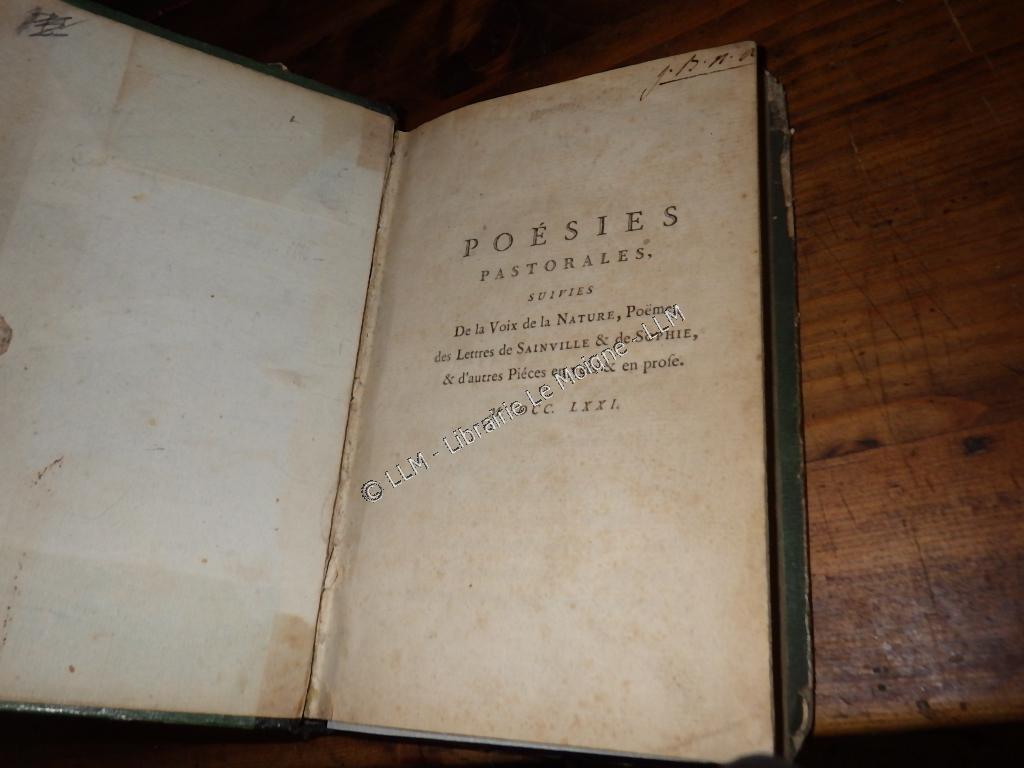 POÉSIES
PASTORALES,
SUIVIES
De la Voix de la NATURE, Poëme,
des Lettres de SAINVILLE & de SOPHIE,
& d'autres Piéces en & en prose.
LXXI.
© LLM - Librairie Le Moigne - LLM